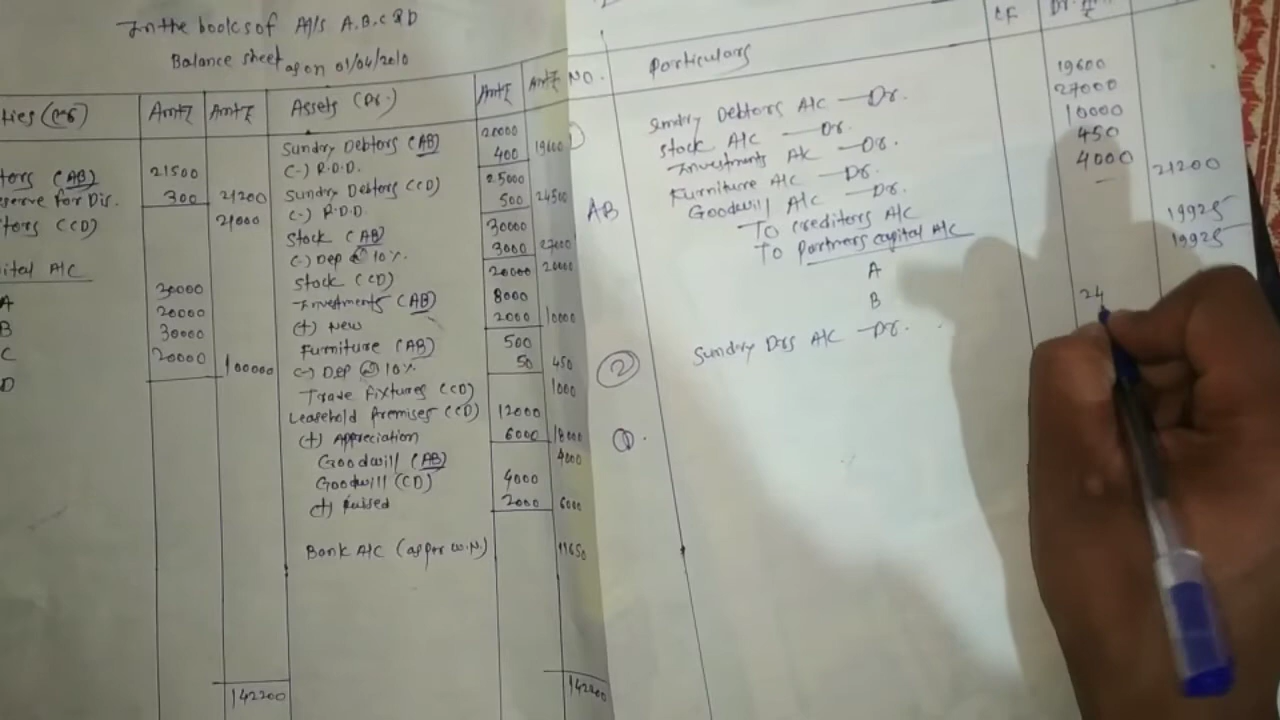 In the books of M/s A.B.C & D
Balance sheet as on 01/04/2010
ties (Cr) Amt₹ Amt₹ Assets (Dr.) Amt₹ Amt₹
Sundry Debtors (AB) 20000
(-) R.D.D. 400 19600
tors (AB) 21500 Sundry Debtors (CD) 25000
serve for Dis. 300 21200 (-) R.D.D. 500 24500
tors (CD) 21000 Stock (AB) 30000
(-) Dep @ 10% 3000 27000
ital A/C Stock (CD) 20000 20000
A 30000 Investments (AB) 8000
B 20000 (+) New 2000 10000
C 30000 Furniture (AB) 500
D 20000 100000 (-) Dep @ 10% 50 450
Trade Fixtures (CD) 1000
Leasehold Premises (CD) 12000
(+) Appreciation 6000 18000
Goodwill (AB) 4000
Goodwill (CD) 4000
(+) Raised 2000 6000
Bank A/C (as per W.N) 11650
142200 142200
NO. Particulars LF Dr.
1) Sundry Debtors A/C — Dr. 19600
Stock A/C — Dr. 27000
Investments A/C — Dr. 10000
AB Furniture A/C — Dr. 450
Goodwill A/C — Dr. 4000
To Creditors A/C 21200
To Partners capital A/C
A 19925
B 19925
2 Sundry Drs A/C — Dr. 24
1